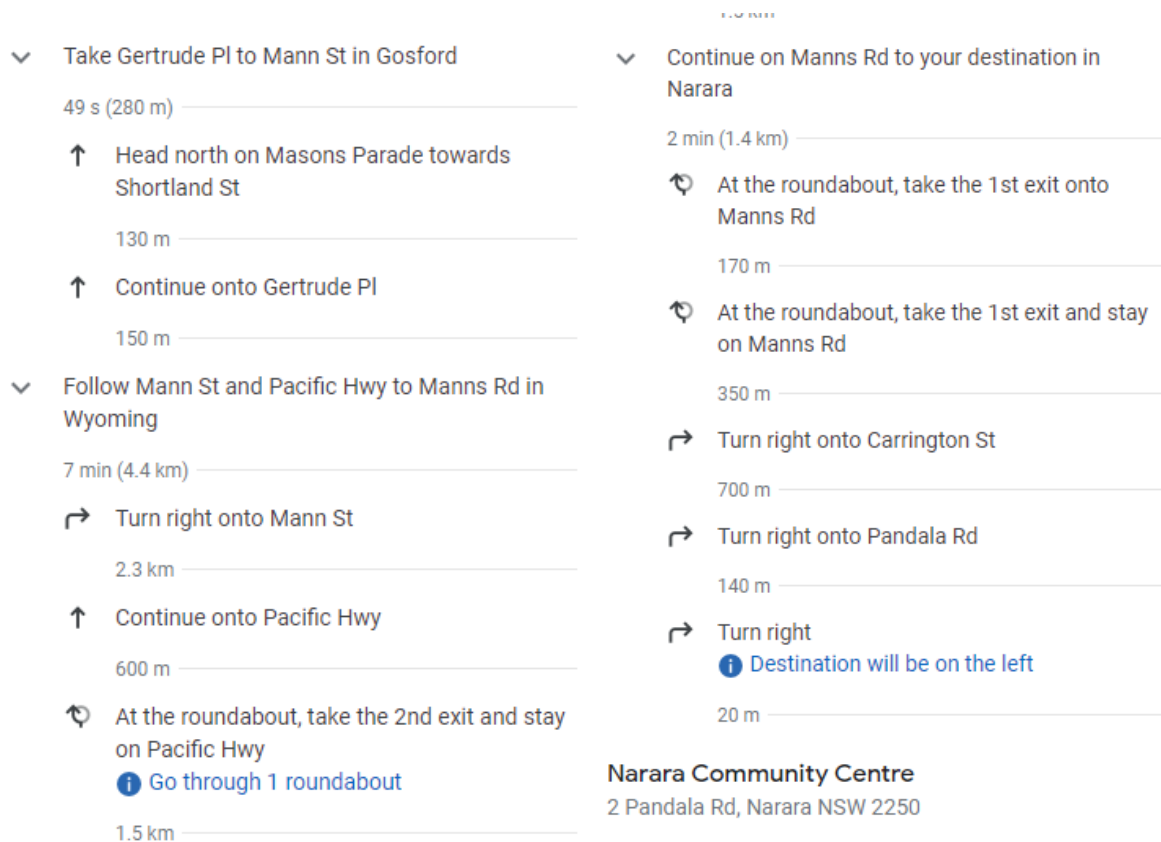 Take Gertrude Pl to Mann St in Gosford
49 s (280 m)
Head north on Masons Parade towards
Shortland St
130 m
Continue onto Gertrude Pl
150 m
Follow Mann St and Pacific Hwy to Manns Rd in
Wyoming
7 min (4.4 km)
Turn right onto Mann St
2.3 km
Continue onto Pacific Hwy
600 m
At the roundabout, take the 2nd exit and stay
on Pacific Hwy
Go through 1 roundabout
1.5 km
Continue on Manns Rd to your destination in
Narara
2 min (1.4 km)
At the roundabout, take the 1st exit onto
Manns Rd
170 m
At the roundabout, take the 1st exit and stay
on Manns Rd
350 m
Turn right onto Carrington St
700 m
Turn right onto Pandala Rd
140 m
Turn right
Destination will be on the left
20 m
Narara Community Centre
2 Pandala Rd, Narara NSW 2250